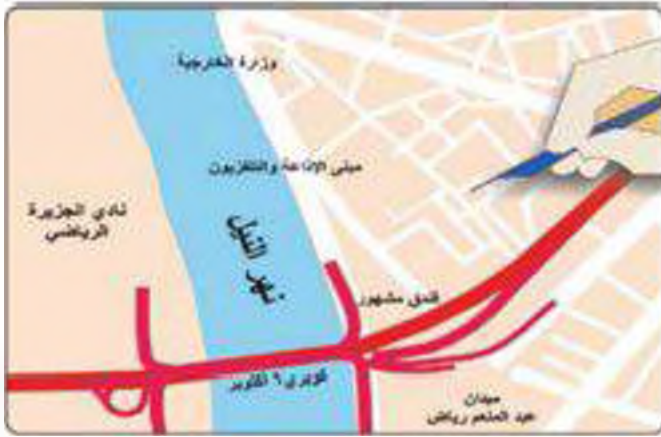 وزارة الخارجية
مبنى الإذاعة والتلفزيون
نادي الجزيرة
الرياضي
نهر النيل
فندق مشهور
كوبري ٦ أكتوبر
ميدان
عبد المنعم رياض